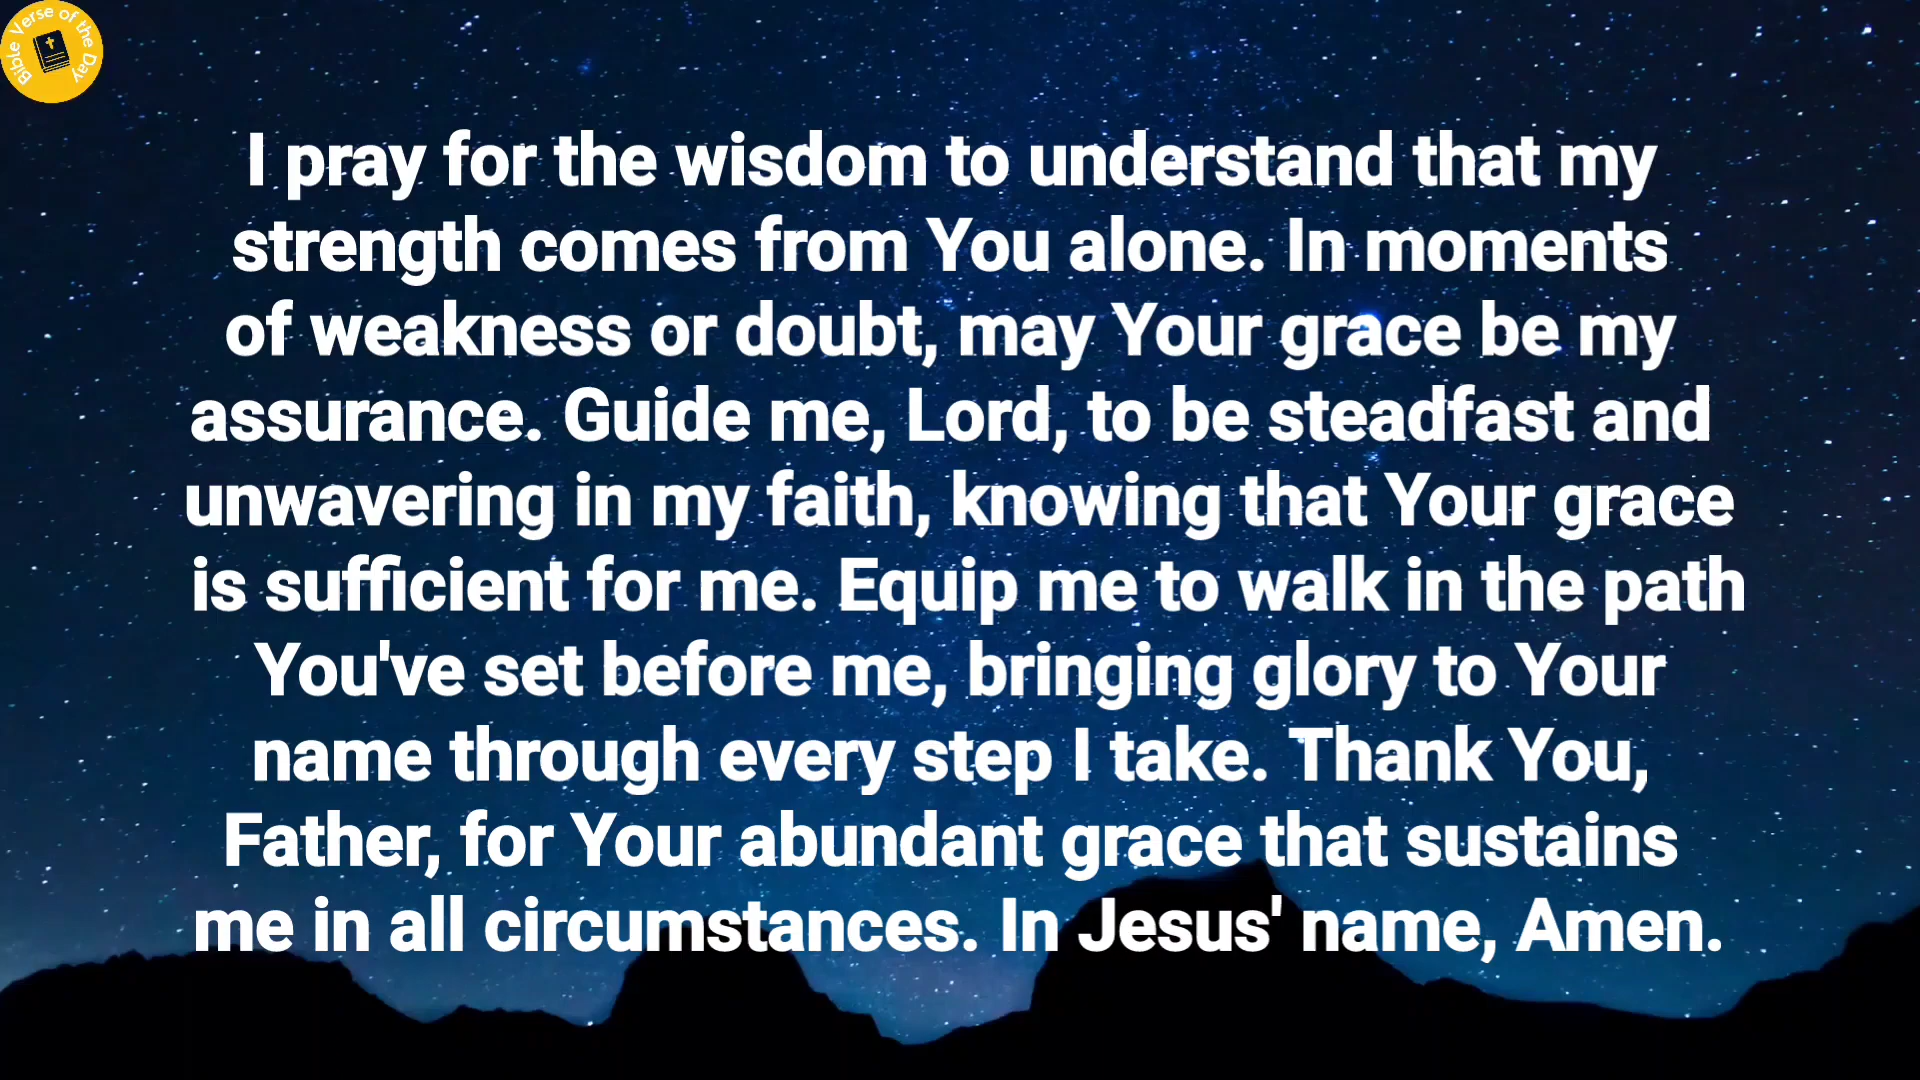 Bible Verse of the Day
I pray for the wisdom to understand that my
strength comes from You alone. In moments
of weakness or doubt, may Your grace be my
assurance. Guide me, Lord, to be steadfast and
unwavering in my faith, knowing that Your grace
is sufficient for me. Equip me to walk in the path
You've set before me, bringing glory to Your
name through every step I take. Thank You,
Father, for Your abundant grace that sustains
me in all circumstances. In Jesus' name, Amen.